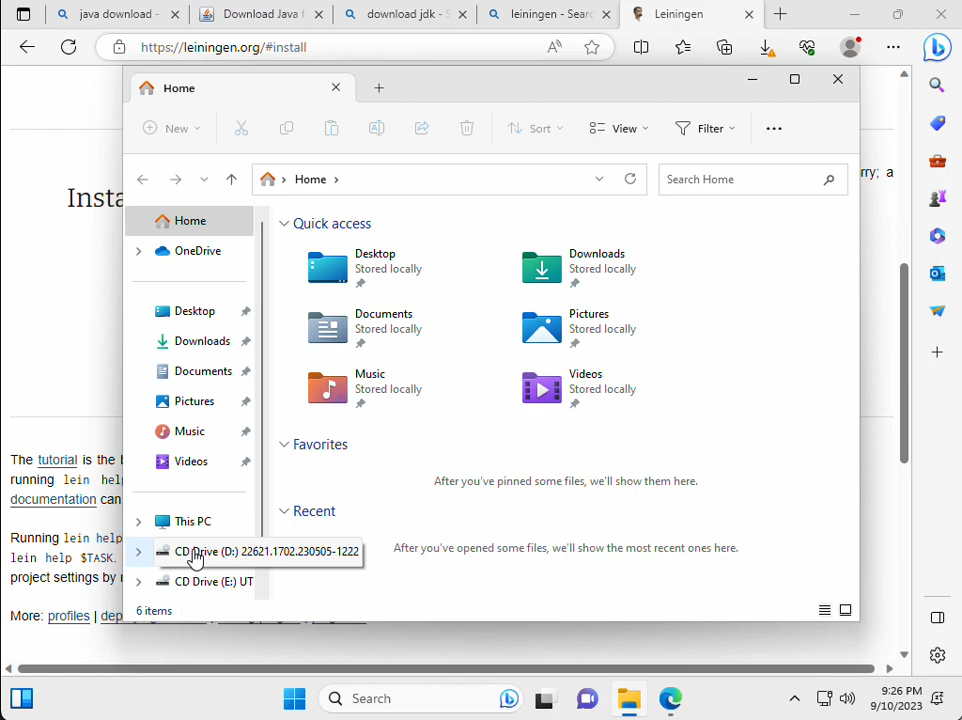 java download -
Download Java f
download jdk - S
leiningen - Sear
Leiningen
https://leiningen.org/#install
Home
New
Sort
View
Filter
Home
Search Home
Insta
rry; a
Home
OneDrive
Desktop
Downloads
Documents
Pictures
Music
Videos
This PC
CD Drive (D:) 22621.1702.230505-1222
CD Drive (E:) UT
Quick access
Desktop
Stored locally
Downloads
Stored locally
Documents
Stored locally
Pictures
Stored locally
Music
Stored locally
Videos
Stored locally
Favorites
After you've pinned some files, we'll show them here.
Recent
After you've opened some files, we'll show the most recent ones here.
6 items
The tutorial is the
running lein help
documentation can
Running lein help
lein help $TASK.
project settings by
More: profiles |
Search
9:26 PM
9/10/2023